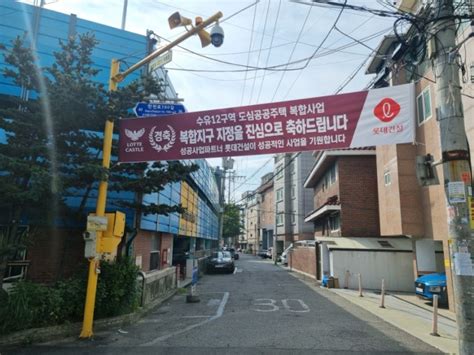 수유12구역 도심공공주택 복합사업
LOTTE CASTLE
경축
복합지구 지정을 진심으로 축하드립니다
성공사업파트너 롯데건설이 성공적인 사업을 기원합니다
롯데건설
30